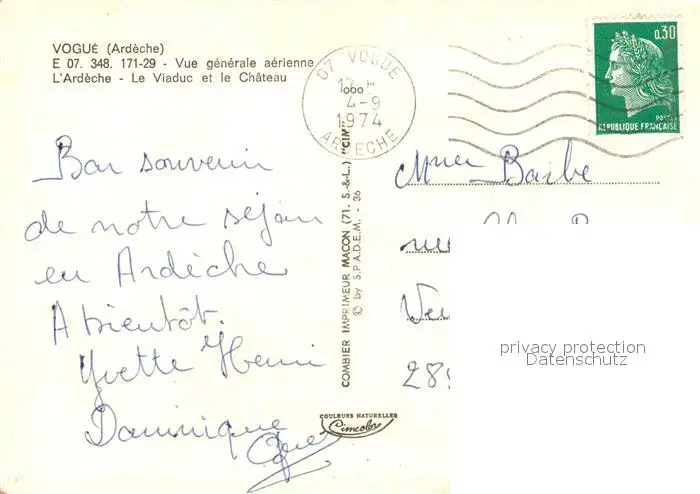 VOGUÉ (Ardèche)
E 07. 348. 171-29 - Vue générale aérienne
L'Ardèche - Le Viaduc et le Château
07 VOGUE
4-9
1974
ARDECHE
0,30
POSTES
REPUBLIQUE FRANÇAISE
Bon souvenir
de notre séjour
en Ardèche
A bientôt.
Yvette Henri
Dominique
COMBIER IMPRIMEUR MACON (71. S.-&-L.) "CIM"
© by S.P.A.D.E.M. - 36
COULEURS NATURELLES
Cimcolor
Barbe
privacy protection
Datenschutz